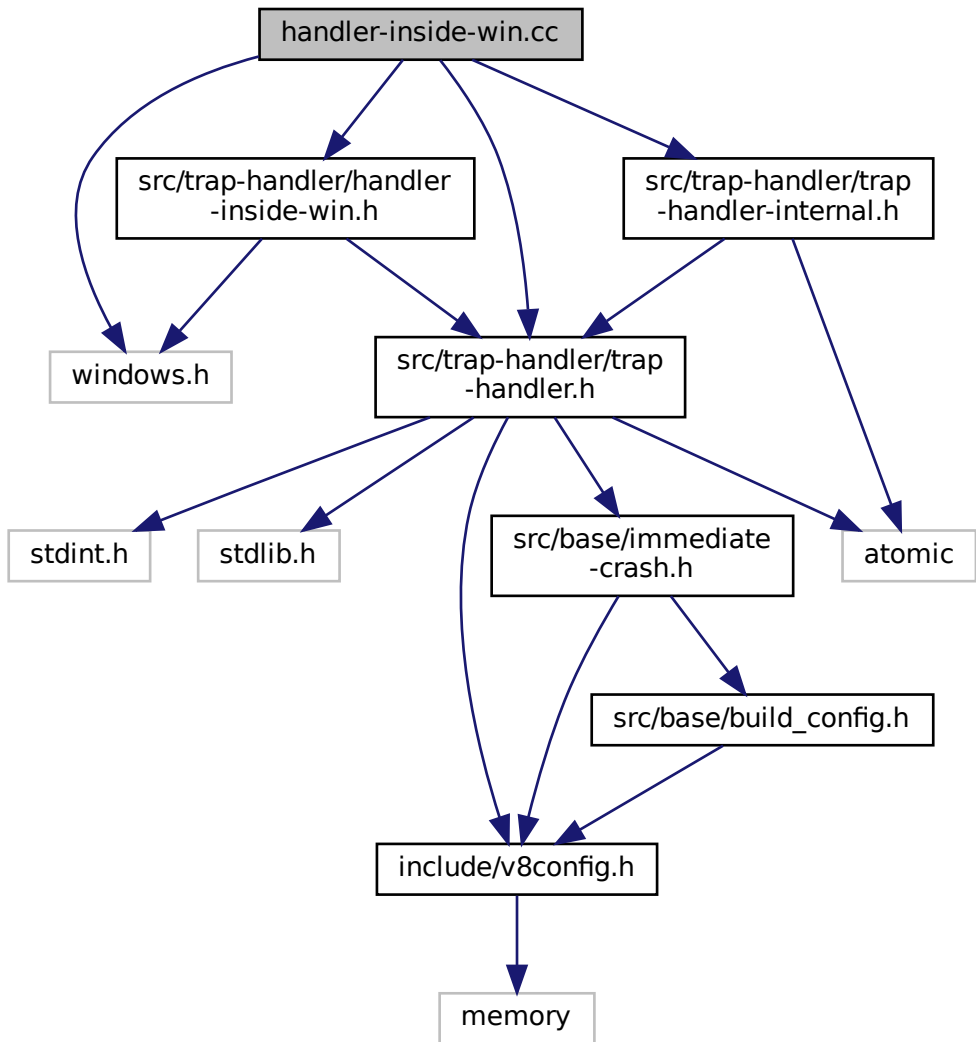 handler-inside-win.cc
src/trap-handler/handler
-inside-win.h
src/trap-handler/trap
-handler-internal.h
windows.h
src/trap-handler/trap
-handler.h
stdint.h
stdlib.h
src/base/immediate
-crash.h
atomic
src/base/build_config.h
include/v8config.h
memory